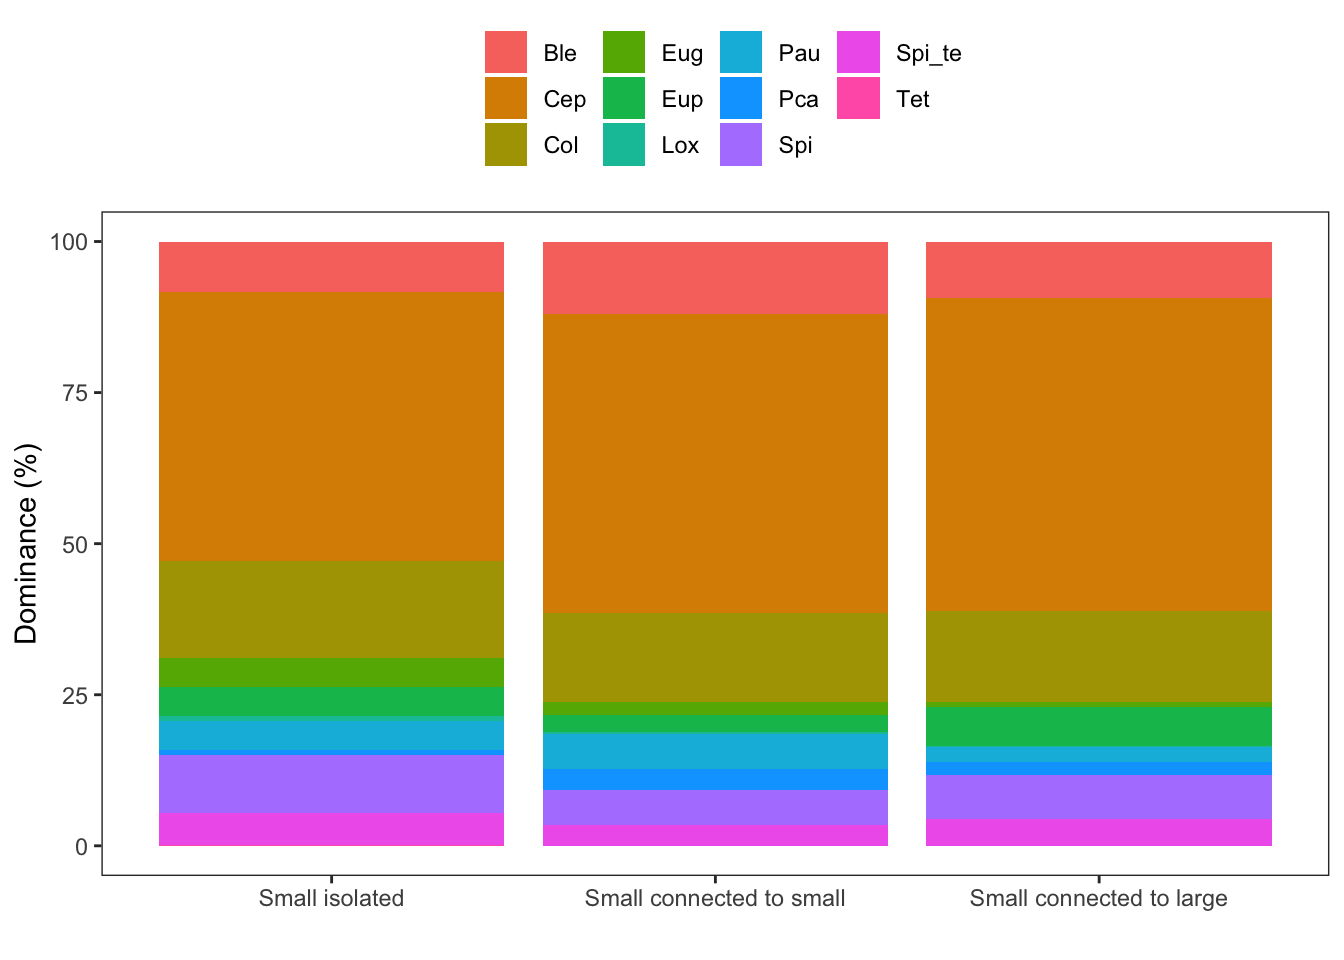 Ble Eug Pau Spi_te
Cep Eup Pca Tet
Col Lox Spi
100
75
50
25
0
Dominance (%)
Small isolated Small connected to small Small connected to large